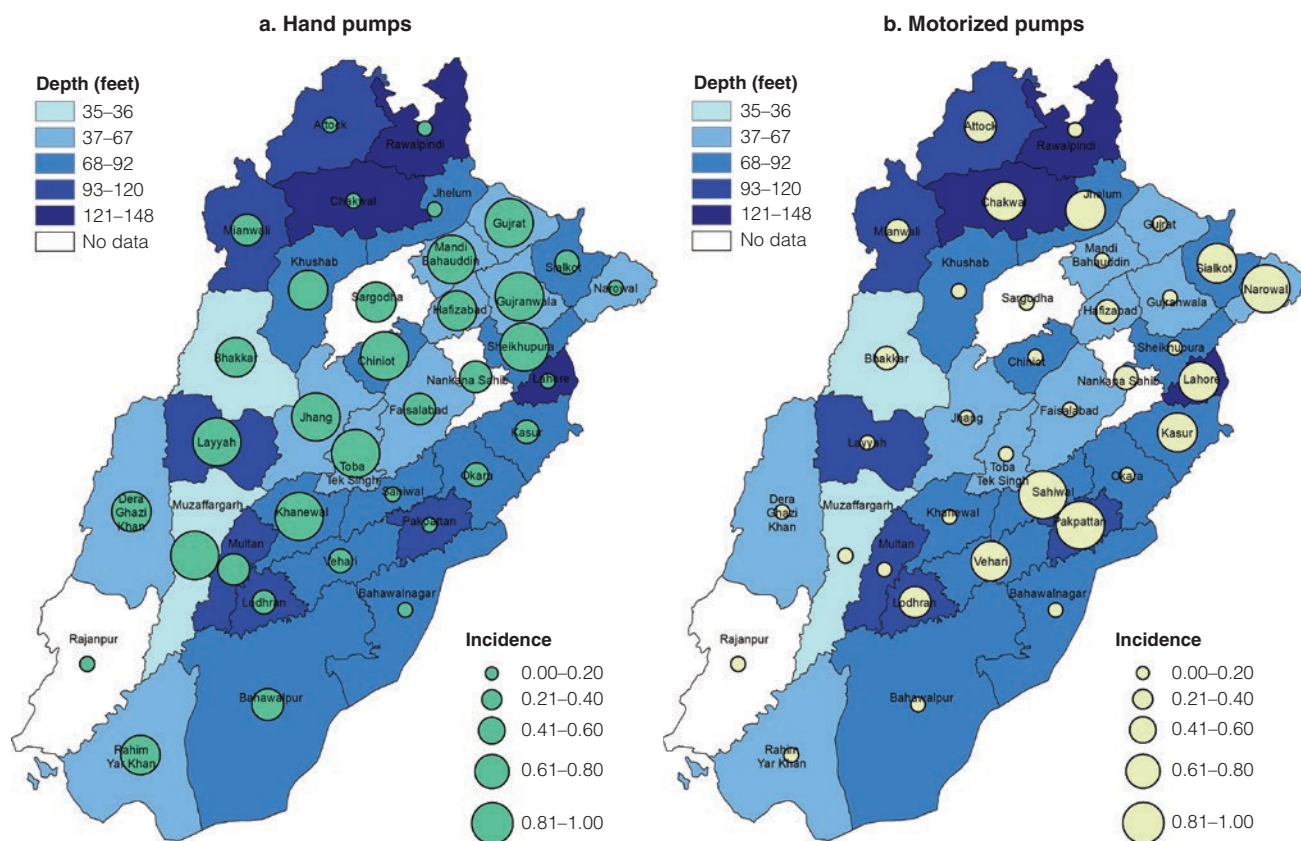 a. Hand pumps
Depth (feet)
35–36
37–67
68–92
93–120
121–148
No data
Attock
Rawalpindi
Chakwal
Jhelum
Mianwali
Gujrat
Khushab
Mandi
Bahauddin
Sialkot
Sargodha
Narowal
Hafizabad
Gujranwala
Sheikhupura
Bhakkar
Chiniot
Nankana Sahib
Lahore
Jhang
Faisalabad
Layyah
Kasur
Toba
Tek Singh
Okara
Sahiwal
Dera
Ghazi
Khan
Muzaffargarh
Khanewal
Pakpattan
Multan
Vehari
Lodhran
Bahawalnagar
Rajanpur
Bahawalpur
Rahim
Yar Khan
Incidence
0.00–0.20
0.21–0.40
0.41–0.60
0.61–0.80
0.81–1.00
b. Motorized pumps
Depth (feet)
35–36
37–67
68–92
93–120
121–148
No data
Attock
Rawalpindi
Chakwal
Jhelum
Mianwali
Gujrat
Khushab
Mandi
Bahauddin
Sialkot
Sargodha
Narowal
Hafizabad
Gujranwala
Sheikhupura
Bhakkar
Chiniot
Nankana Sahib
Lahore
Jhang
Faisalabad
Layyah
Kasur
Toba
Tek Singh
Okara
Sahiwal
Dera
Ghazi
Khan
Muzaffargarh
Khanewal
Pakpattan
Multan
Vehari
Lodhran
Bahawalnagar
Rajanpur
Bahawalpur
Rahim
Yar Khan
Incidence
0.00–0.20
0.21–0.40
0.41–0.60
0.61–0.80
0.81–1.00